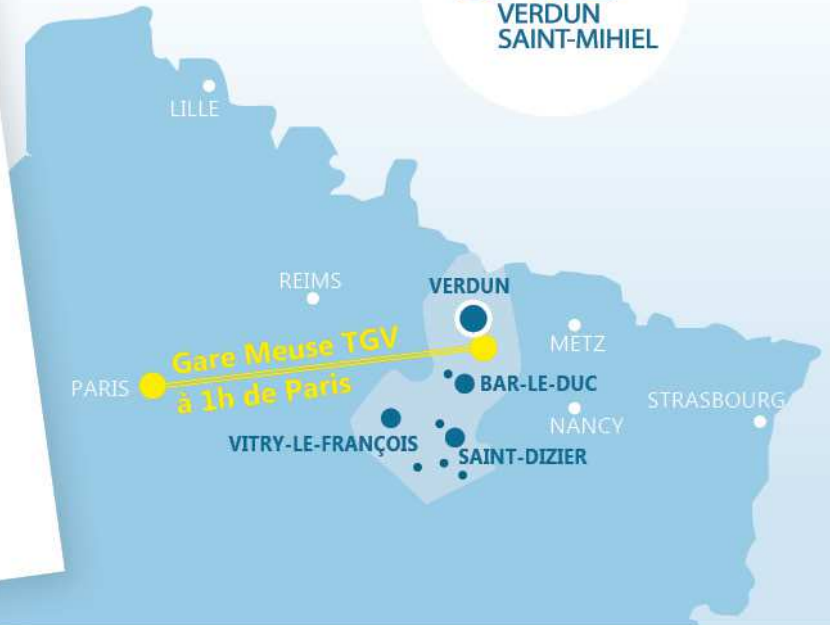 VERDUN
SAINT-MIHIEL
LILLE
REIMS
VERDUN
Gare Meuse TGV
à 1h de Paris
METZ
PARIS
BAR-LE-DUC
STRASBOURG
NANCY
VITRY-LE-FRANÇOIS
SAINT-DIZIER